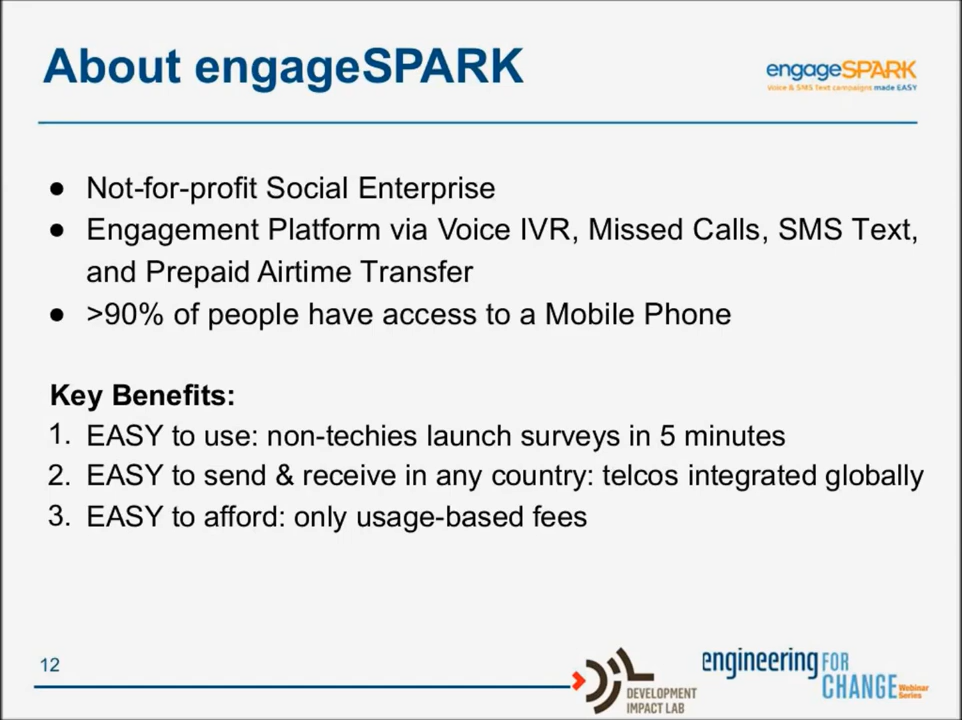 About engageSPARK
engageSPARK
Voice & SMS Text campaigns made EASY
● Not-for-profit Social Enterprise
● Engagement Platform via Voice IVR, Missed Calls, SMS Text,
and Prepaid Airtime Transfer
● >90% of people have access to a Mobile Phone
Key Benefits:
1. EASY to use: non-techies launch surveys in 5 minutes
2. EASY to send & receive in any country: telcos integrated globally
3. EASY to afford: only usage-based fees
12
DIL
DEVELOPMENT
IMPACT LAB
engineering FOR
CHANGE Webinar
Series